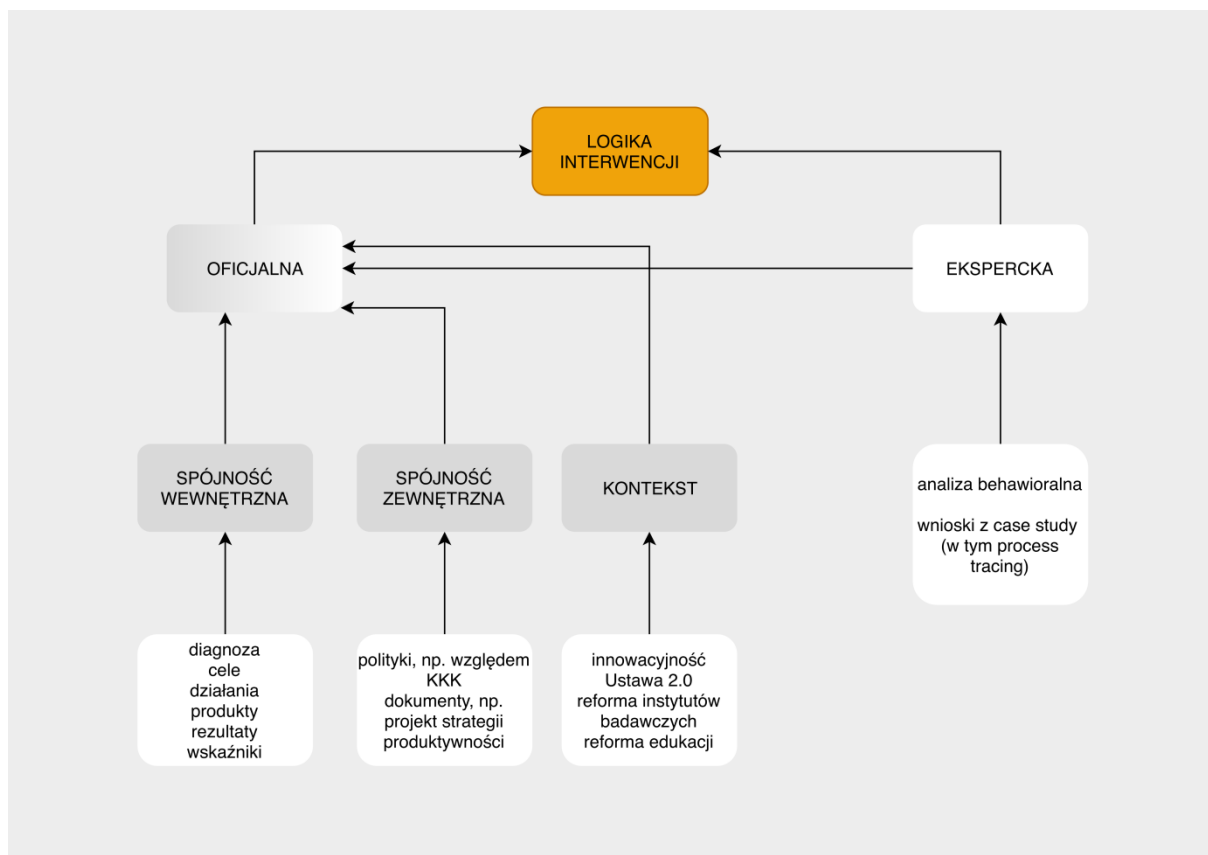 LOGIKA
INTERWENCJI
OFICJALNA
EKSPERCKA
SPÓJNOŚĆ
WEWNĘTRZNA
SPÓJNOŚĆ
ZEWNĘTRZNA
KONTEKST
analiza behawioralna
wnioski z case study
(w tym process
tracing)
diagnoza
cele
działania
produkty
rezultaty
wskaźniki
polityki, np. względem
KKK
dokumenty, np.
projekt strategii
produktywności
innowacyjność
Ustawa 2.0
reforma instytutów
badawczych
reforma edukacji